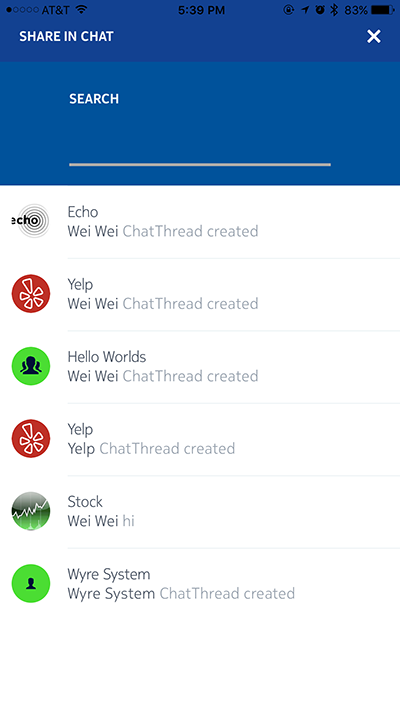 AT&T 5:39 PM 83%
SHARE IN CHAT
SEARCH
echo
Echo
Wei Wei ChatThread created
Yelp
Wei Wei ChatThread created
Hello Worlds
Wei Wei ChatThread created
Yelp
Yelp ChatThread created
Stock
Wei Wei hi
Wyre System
Wyre System ChatThread created